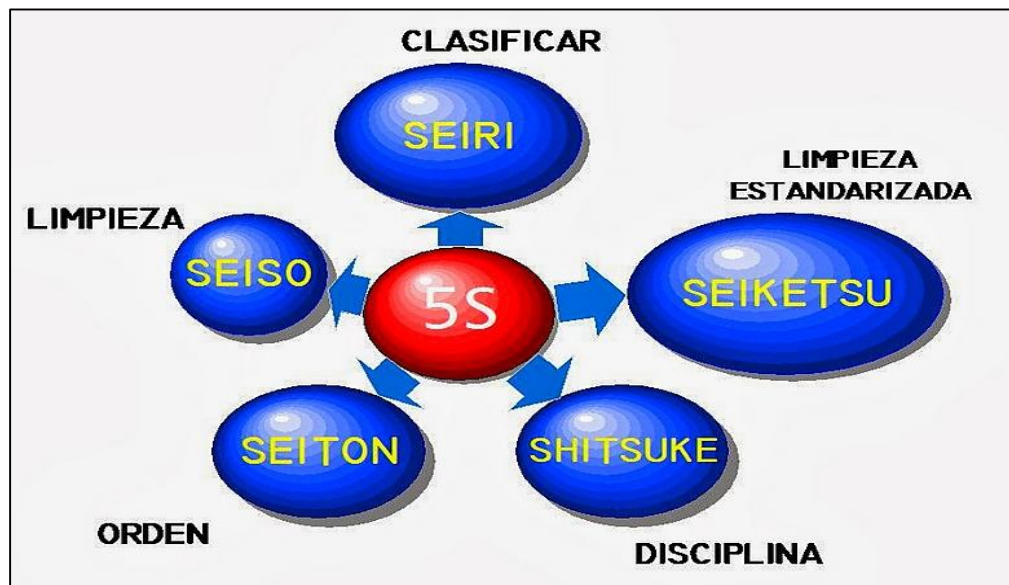 CLASIFICAR
SEIRI
LIMPIEZA
ESTANDARIZADA
LIMPIEZA
SEISO
SEIKETSU
5S
SEITON
SHITSUKE
ORDEN
DISCIPLINA